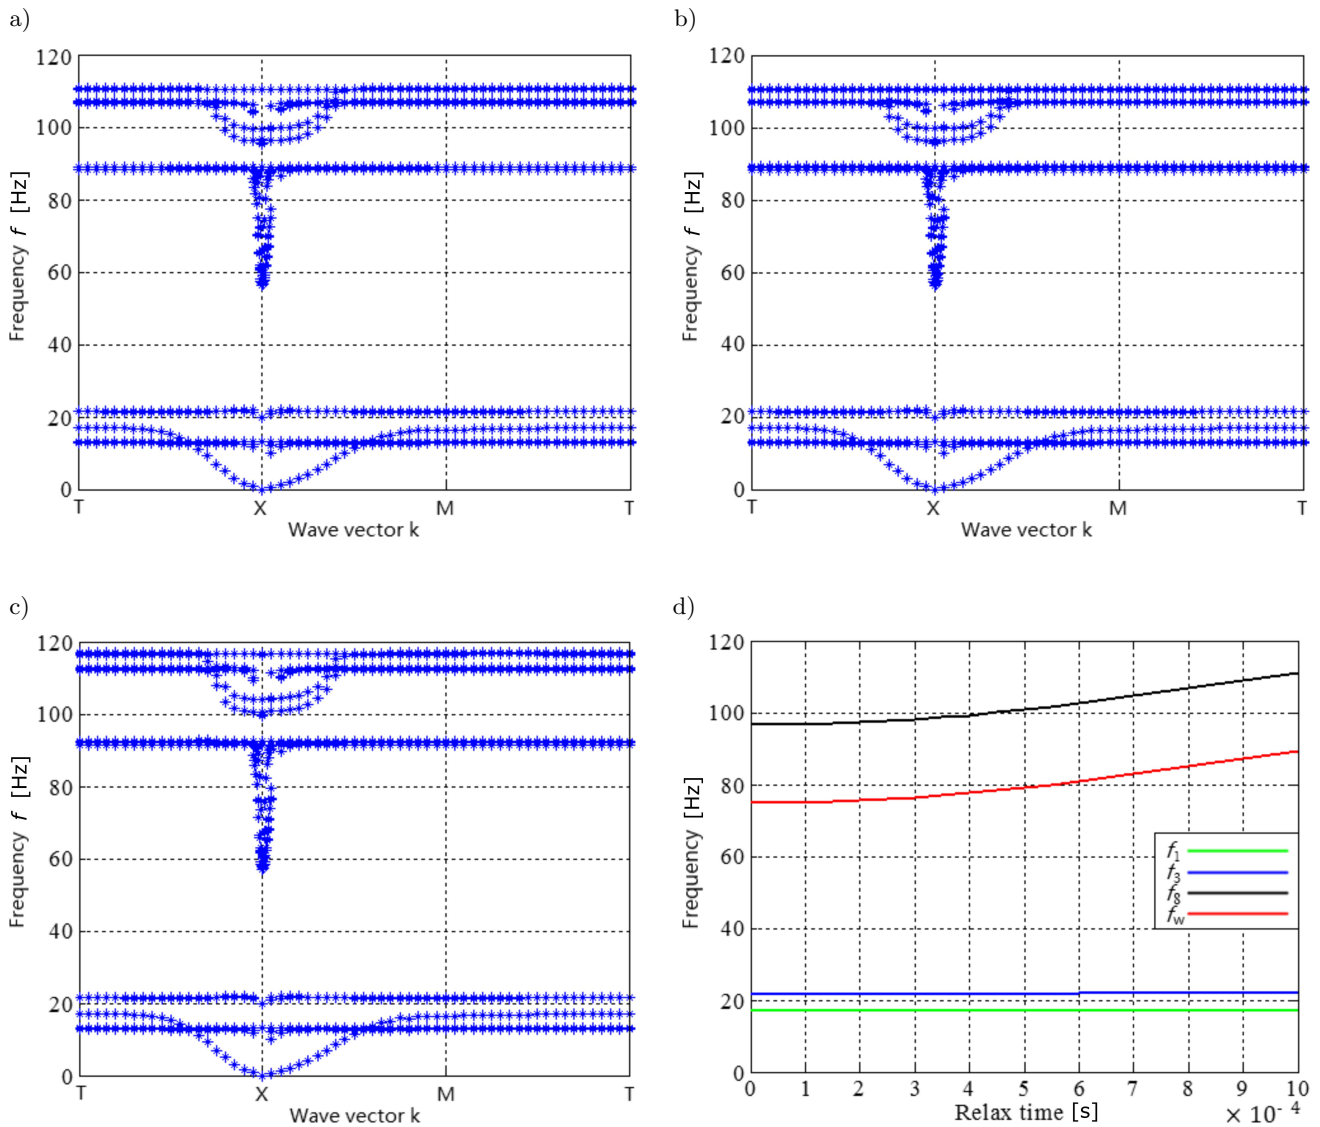 a)
120
100
80
60
40
20
0
Frequency f [Hz]
T X M T
Wave vector k
b)
120
100
80
60
40
20
0
Frequency f [Hz]
T X M T
Wave vector k
c)
120
100
80
60
40
20
0
Frequency f [Hz]
T X M T
Wave vector k
d)
120
100
80
60
40
20
0
Frequency [Hz]
f1
f3
f8
fw
0 1 2 3 4 5 6 7 8 9 10
Relax time [s] × 10⁻⁴